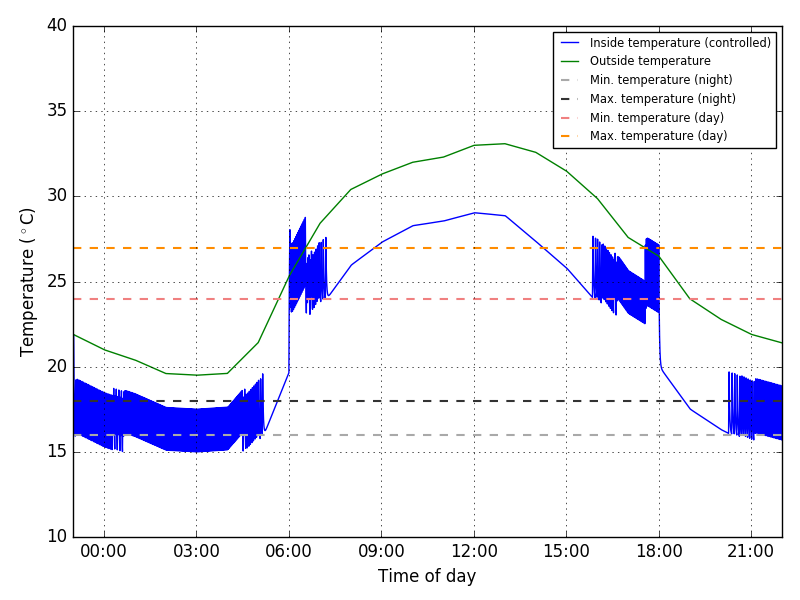 40
35
30
25
20
15
10
Temperature (°C)
00:00 03:00 06:00 09:00 12:00 15:00 18:00 21:00
Time of day
Inside temperature (controlled)
Outside temperature
Min. temperature (night)
Max. temperature (night)
Min. temperature (day)
Max. temperature (day)